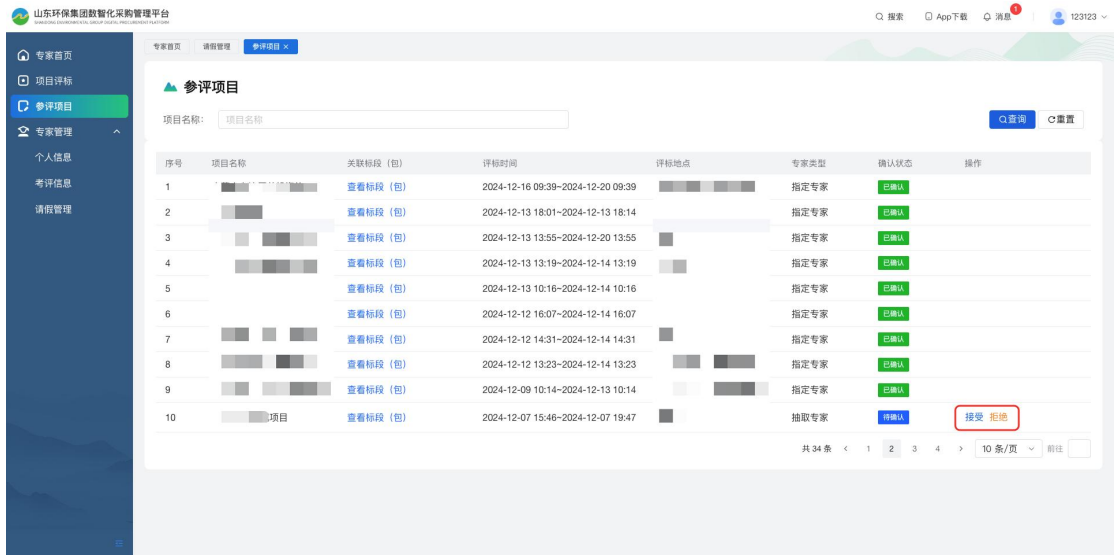 山东环保集团数智化采购管理平台
SHANDONG ENVIRONMENTAL GROUP DIGITAL PROCUREMENT PLATFORM
搜索 App下载 消息 1 123123
专家首页
项目评标
参评项目
专家管理
个人信息
考评信息
请假管理
专家首页 请假管理 参评项目 ×
参评项目
项目名称: 项目名称 查询 重置
序号 项目名称 关联标段（包） 评标时间 评标地点 专家类型 确认状态 操作
1 查看标段（包） 2024-12-16 09:39~2024-12-20 09:39 指定专家 已确认
2 查看标段（包） 2024-12-13 18:01~2024-12-13 18:14 指定专家 已确认
3 查看标段（包） 2024-12-13 13:55~2024-12-20 13:55 指定专家 已确认
4 查看标段（包） 2024-12-13 13:19~2024-12-14 13:19 指定专家 已确认
5 查看标段（包） 2024-12-13 10:16~2024-12-14 10:16 指定专家 已确认
6 查看标段（包） 2024-12-12 16:07~2024-12-14 16:07 指定专家 已确认
7 查看标段（包） 2024-12-12 14:31~2024-12-14 14:31 指定专家 已确认
8 查看标段（包） 2024-12-12 13:23~2024-12-14 13:23 指定专家 已确认
9 查看标段（包） 2024-12-09 10:14~2024-12-13 10:14 指定专家 已确认
10 项目 查看标段（包） 2024-12-07 15:46~2024-12-07 19:47 抽取专家 待确认 接受 拒绝
共 34 条 < 1 2 3 4 > 10 条/页 前往